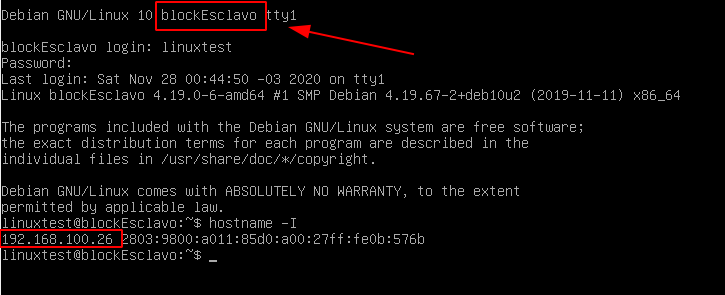 Debian GNU/Linux 10 blockEsclavo tty1
blockEsclavo login: linuxtest
Password:
Last login: Sat Nov 28 00:44:50 -03 2020 on tty1
Linux blockEsclavo 4.19.0-6-amd64 #1 SMP Debian 4.19.67-2+deb10u2 (2019-11-11) x86_64
The programs included with the Debian GNU/Linux system are free software;
the exact distribution terms for each program are described in the
individual files in /usr/share/doc/*/copyright.
Debian GNU/Linux comes with ABSOLUTELY NO WARRANTY, to the extent
permitted by applicable law.
linuxtest@blockEsclavo:~$ hostname -I
192.168.100.26 2803:9800:a011:85d0:a00:27ff:fe0b:576b
linuxtest@blockEsclavo:~$ _